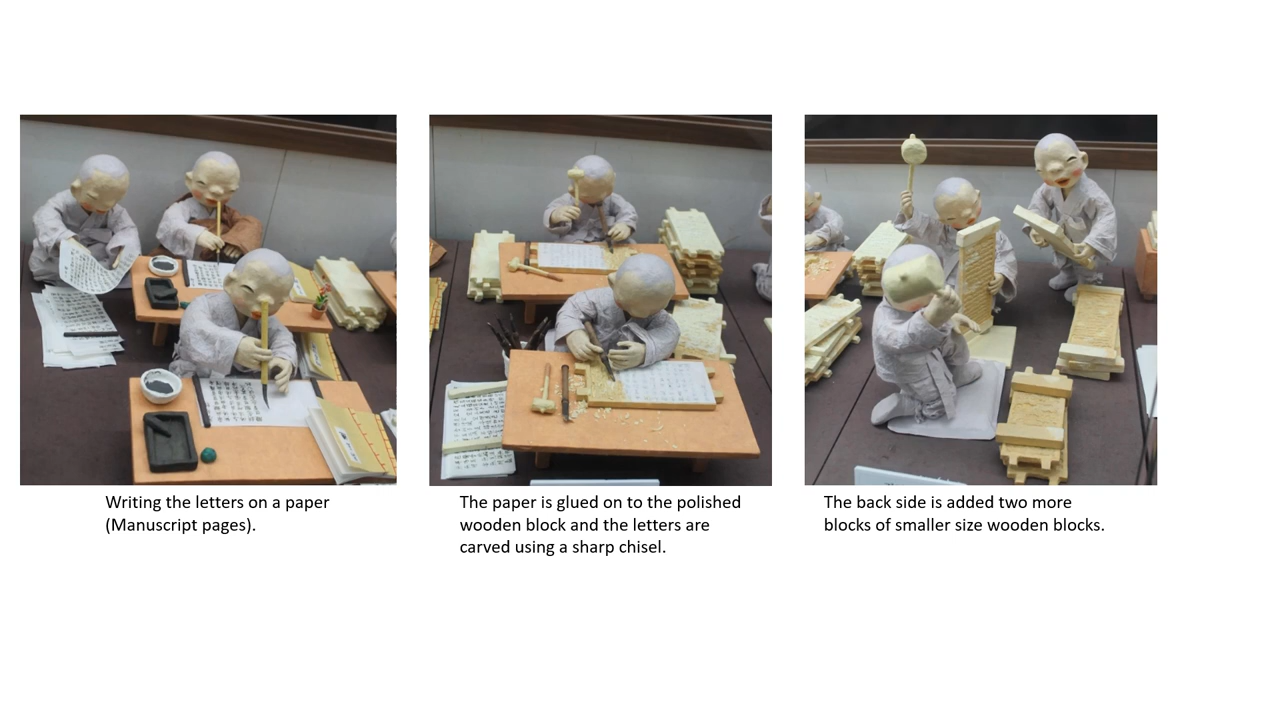 Writing the letters on a paper
(Manuscript pages).
The paper is glued on to the polished
wooden block and the letters are
carved using a sharp chisel.
The back side is added two more
blocks of smaller size wooden blocks.